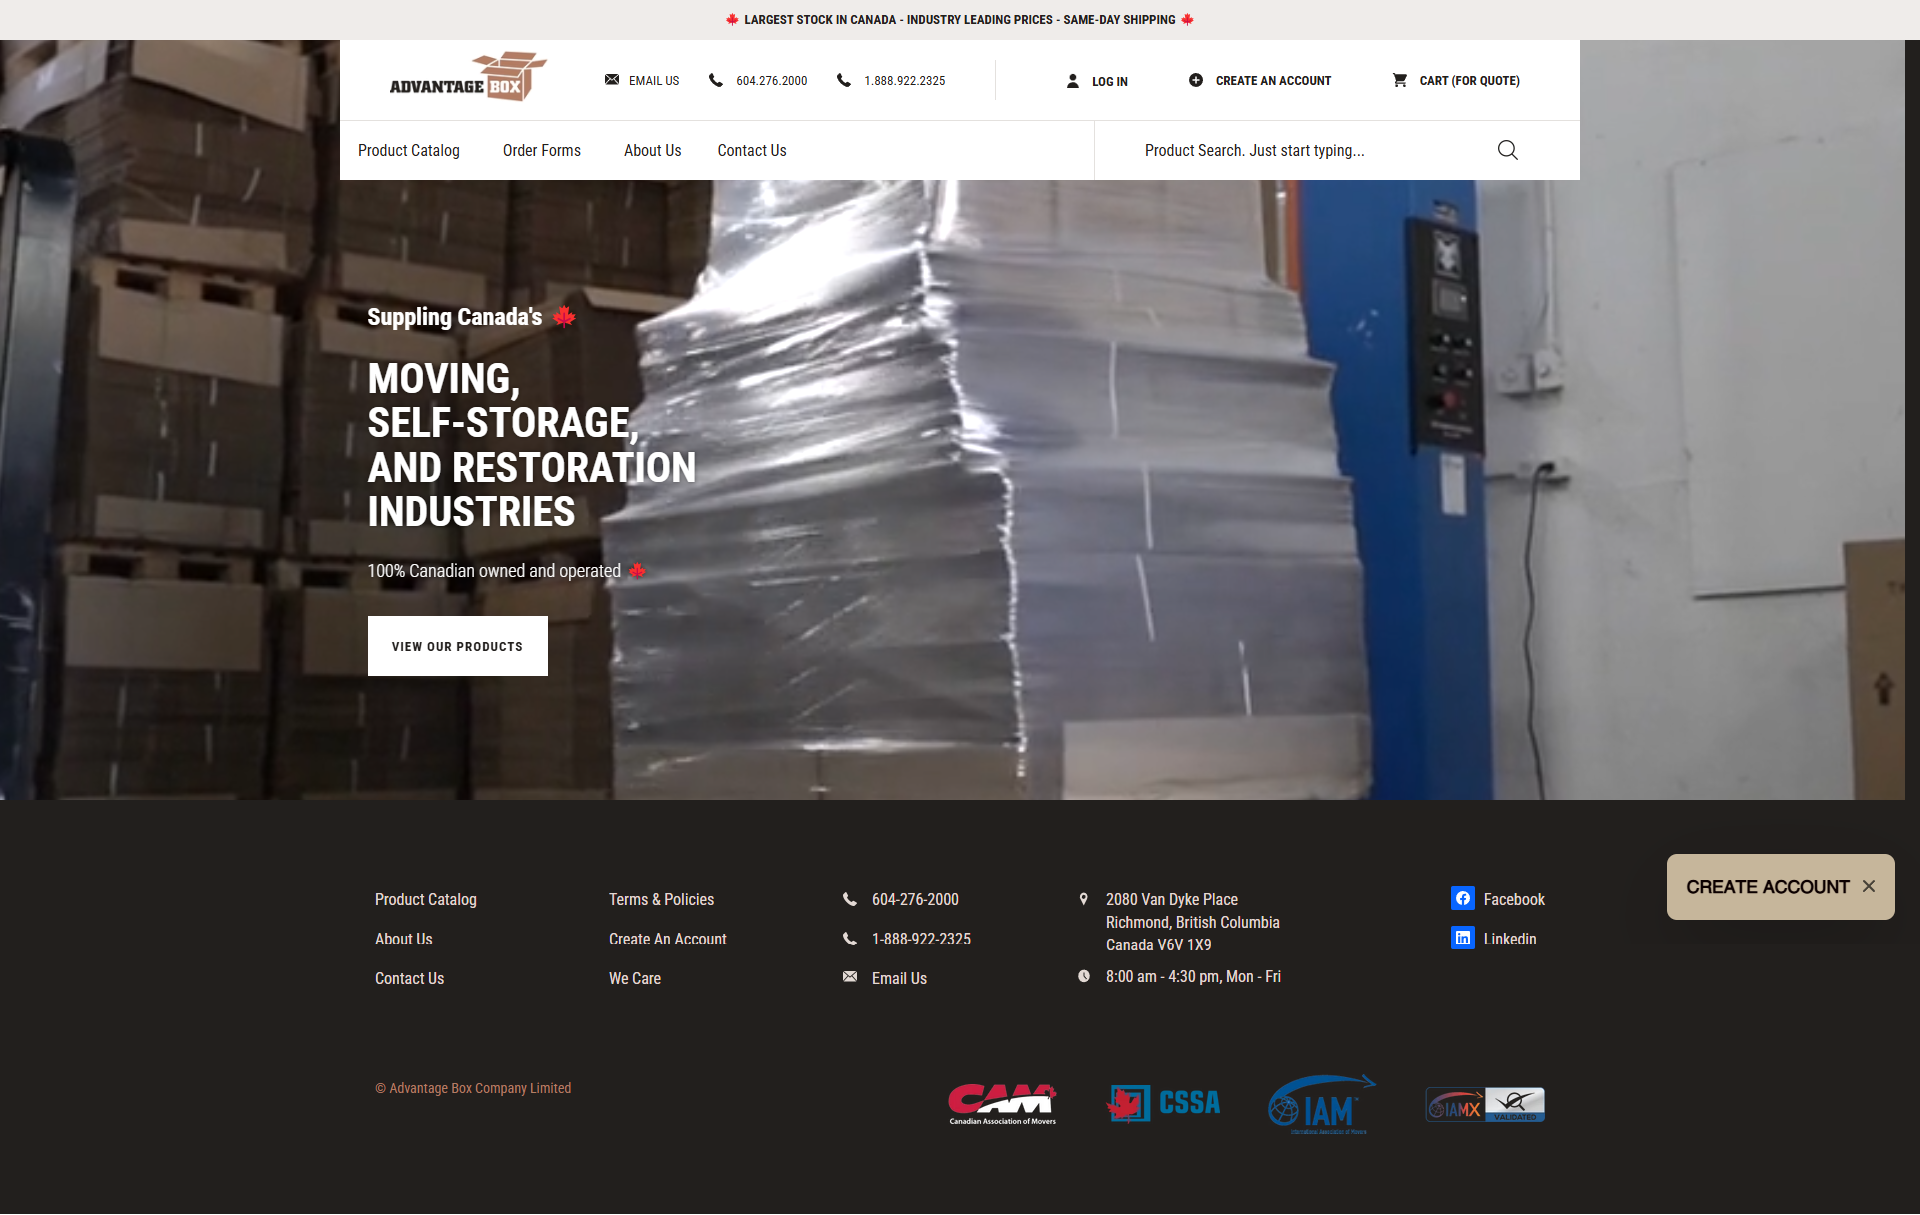 LARGEST STOCK IN CANADA - INDUSTRY LEADING PRICES - SAME-DAY SHIPPING
ADVANTAGE BOX
EMAIL US
604.276.2000
1.888.922.2325
LOG IN
CREATE AN ACCOUNT
CART (FOR QUOTE)
Product Catalog
Order Forms
About Us
Contact Us
Product Search. Just start typing...
Suppling Canada's
MOVING,
SELF-STORAGE,
AND RESTORATION
INDUSTRIES
100% Canadian owned and operated
VIEW OUR PRODUCTS
CREATE ACCOUNT
Product Catalog
About Us
Contact Us
Terms & Policies
Create An Account
We Care
604-276-2000
1-888-922-2325
Email Us
2080 Van Dyke Place
Richmond, British Columbia
Canada V6V 1X9
8:00 am - 4:30 pm, Mon - Fri
Facebook
Linkedin
© Advantage Box Company Limited
CAM
Canadian Association of Movers
CSSA
IAM
International Association of Movers
IAMX
VALIDATED